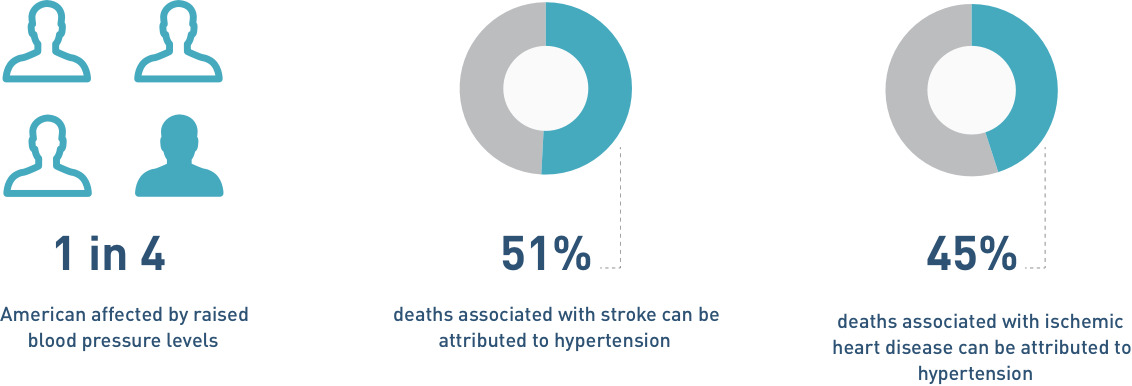 1 in 4
American affected by raised
blood pressure levels
51%
deaths associated with stroke can be
attributed to hypertension
45%
deaths associated with ischemic
heart disease can be attributed to
hypertension